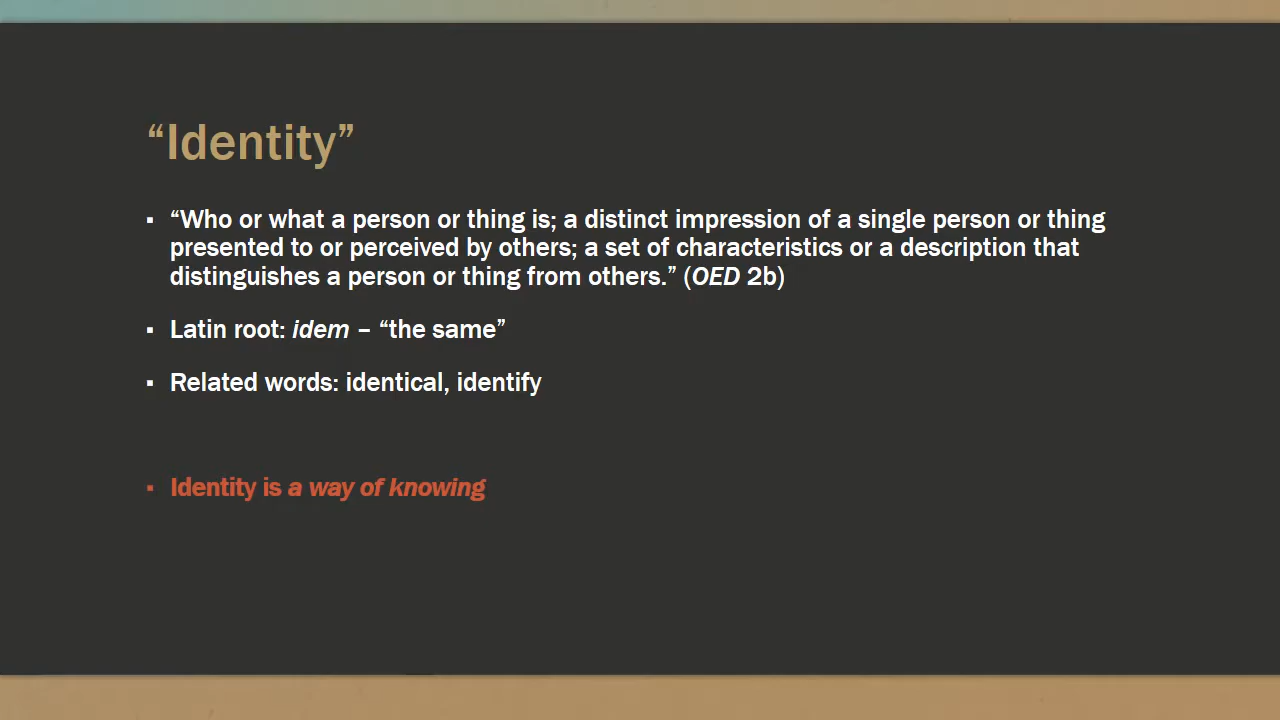 “Identity”
▪ “Who or what a person or thing is; a distinct impression of a single person or thing
presented to or perceived by others; a set of characteristics or a description that
distinguishes a person or thing from others.” (OED 2b)
▪ Latin root: idem – “the same”
▪ Related words: identical, identify
▪ Identity is a way of knowing